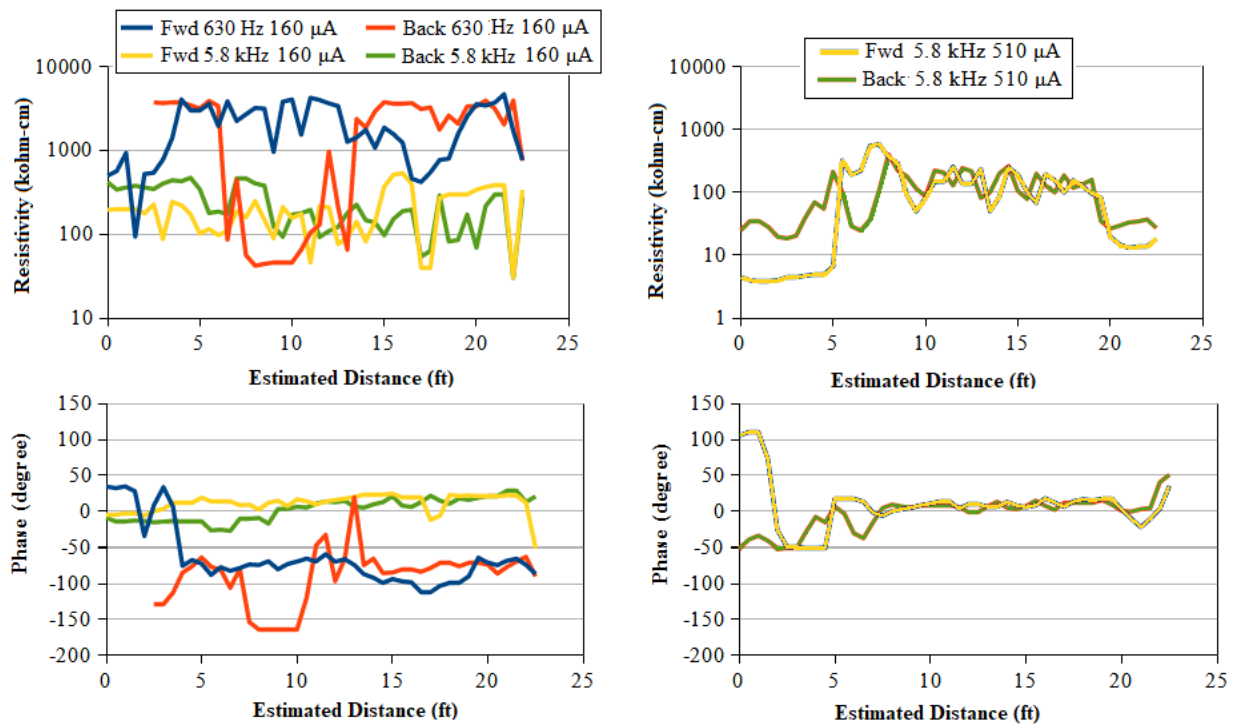 Fwd 630 Hz 160 µA
Back 630 Hz 160 µA
Fwd 5.8 kHz 160 µA
Back 5.8 kHz 160 µA
10000
1000
100
10
Resistivity (kohm-cm)
0 5 10 15 20 25
Estimated Distance (ft)
Fwd 5.8 kHz 510 µA
Back 5.8 kHz 510 µA
10000
1000
100
10
1
Resistivity (kohm-cm)
0 5 10 15 20 25
Estimated Distance (ft)
150
100
50
0
-50
-100
-150
-200
Phase (degree)
0 5 10 15 20 25
Estimated Distance (ft)
150
100
50
0
-50
-100
-150
-200
Phase (degree)
0 5 10 15 20 25
Estimated Distance (ft)